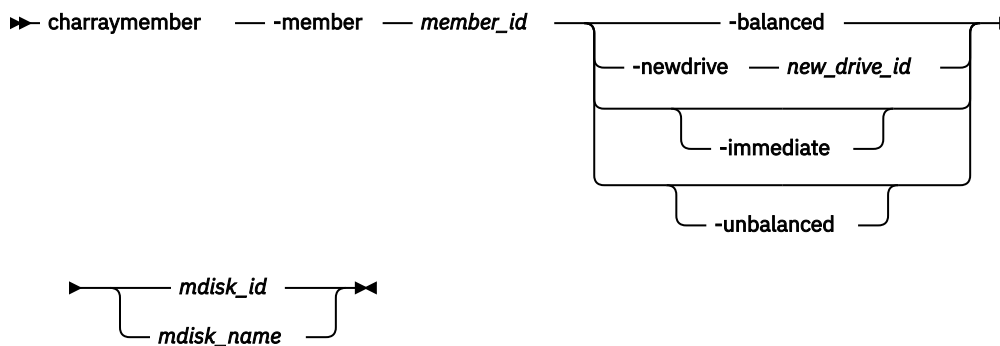 charraymember -member member_id -balanced
-newdrive new_drive_id
-immediate
-unbalanced
mdisk_id
mdisk_name